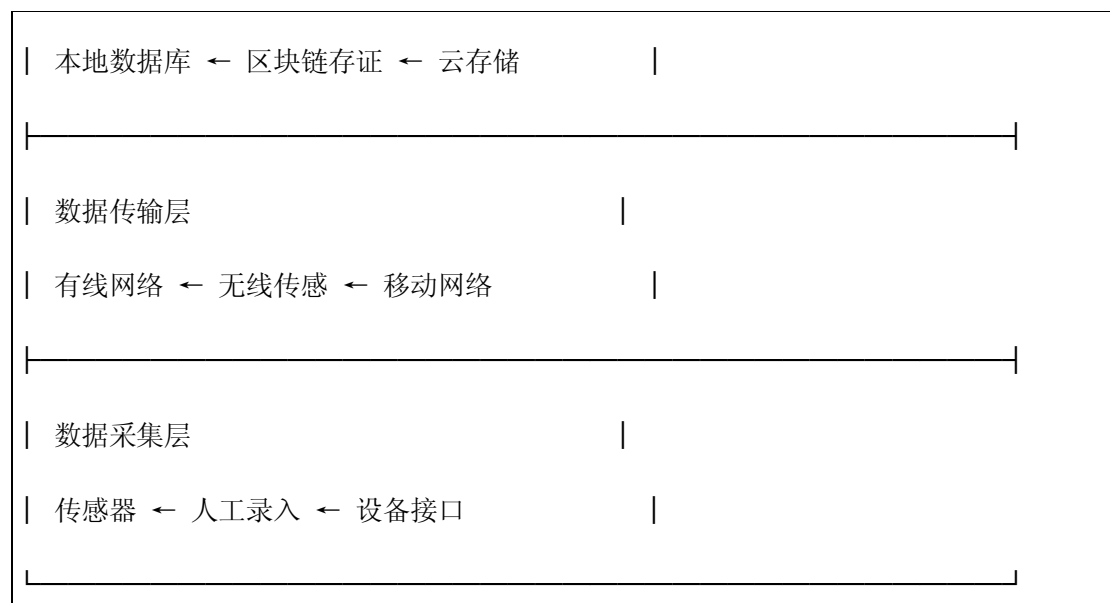 │ 本地数据库 ← 区块链存证 ← 云存储 │
├────────────────────────────────────┤
│ 数据传输层 │
│ 有线网络 ← 无线传感 ← 移动网络 │
├────────────────────────────────────┤
│ 数据采集层 │
│ 传感器 ← 人工录入 ← 设备接口 │
└────────────────────────────────────┘